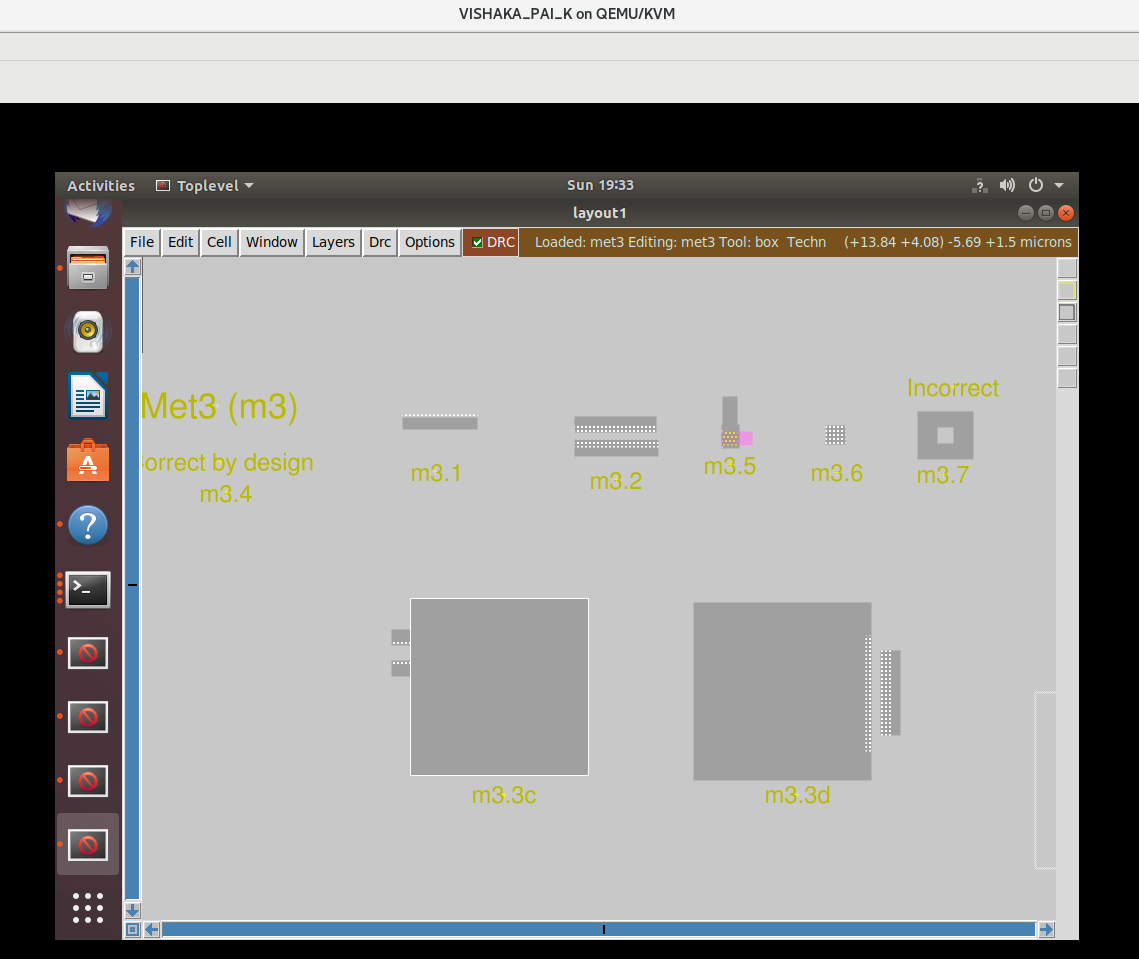 VISHAKA_PAI_K on QEMU/KVM
Activities Toplevel Sun 19:33
layout1
File Edit Cell Window Layers Drc Options DRC Loaded: met3 Editing: met3 Tool: box Techn (+13.84 +4.08) -5.69 +1.5 microns
Incorrect
Met3 (m3)
orrect by design
m3.4
m3.1
m3.2
m3.5
m3.6
m3.7
m3.3c
m3.3d